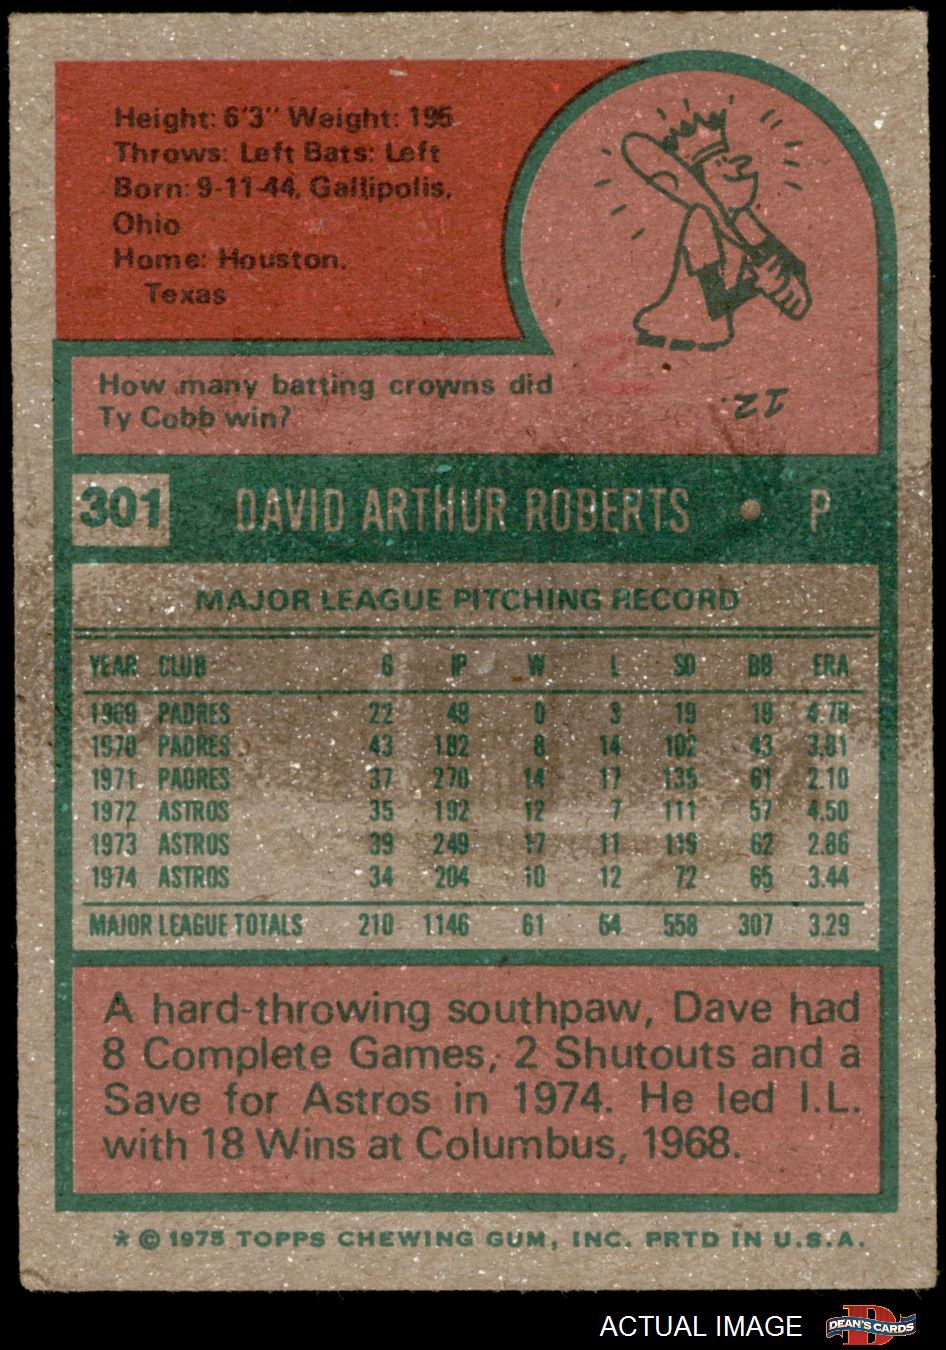 Height: 6'3" Weight: 195
Throws: Left Bats: Left
Born: 9-11-44, Gallipolis,
Ohio
Home: Houston,
Texas
How many batting crowns did
Ty Cobb win?
12.
301 DAVID ARTHUR ROBERTS • P
MAJOR LEAGUE PITCHING RECORD
YEAR CLUB G IP W L SO BB ERA
1969 PADRES 22 49 0 3 19 19 4.78
1970 PADRES 43 182 8 14 102 43 3.81
1971 PADRES 37 270 14 17 135 61 2.10
1972 ASTROS 35 192 12 7 111 57 4.50
1973 ASTROS 39 249 17 11 119 62 2.86
1974 ASTROS 34 204 10 12 72 65 3.44
MAJOR LEAGUE TOTALS 210 1146 61 64 558 307 3.29
A hard-throwing southpaw, Dave had
8 Complete Games, 2 Shutouts and a
Save for Astros in 1974. He led I.L.
with 18 Wins at Columbus, 1968.
* © 1975 TOPPS CHEWING GUM, INC. PRTD IN U.S.A.
ACTUAL IMAGE DEAN'S CARDS